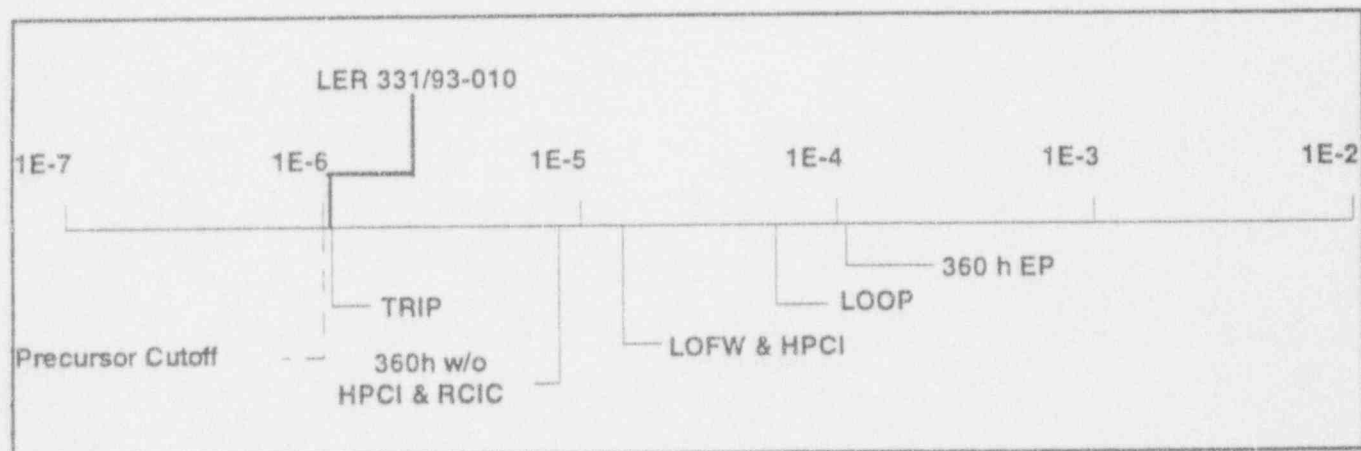 LER 331/93-010
1E-7 1E-6 1E-5 1E-4 1E-3 1E-2
360 h EP
TRIP
LOOP
LOFW & HPCI
Precursor Cutoff
360h w/o
HPCI & RCIC